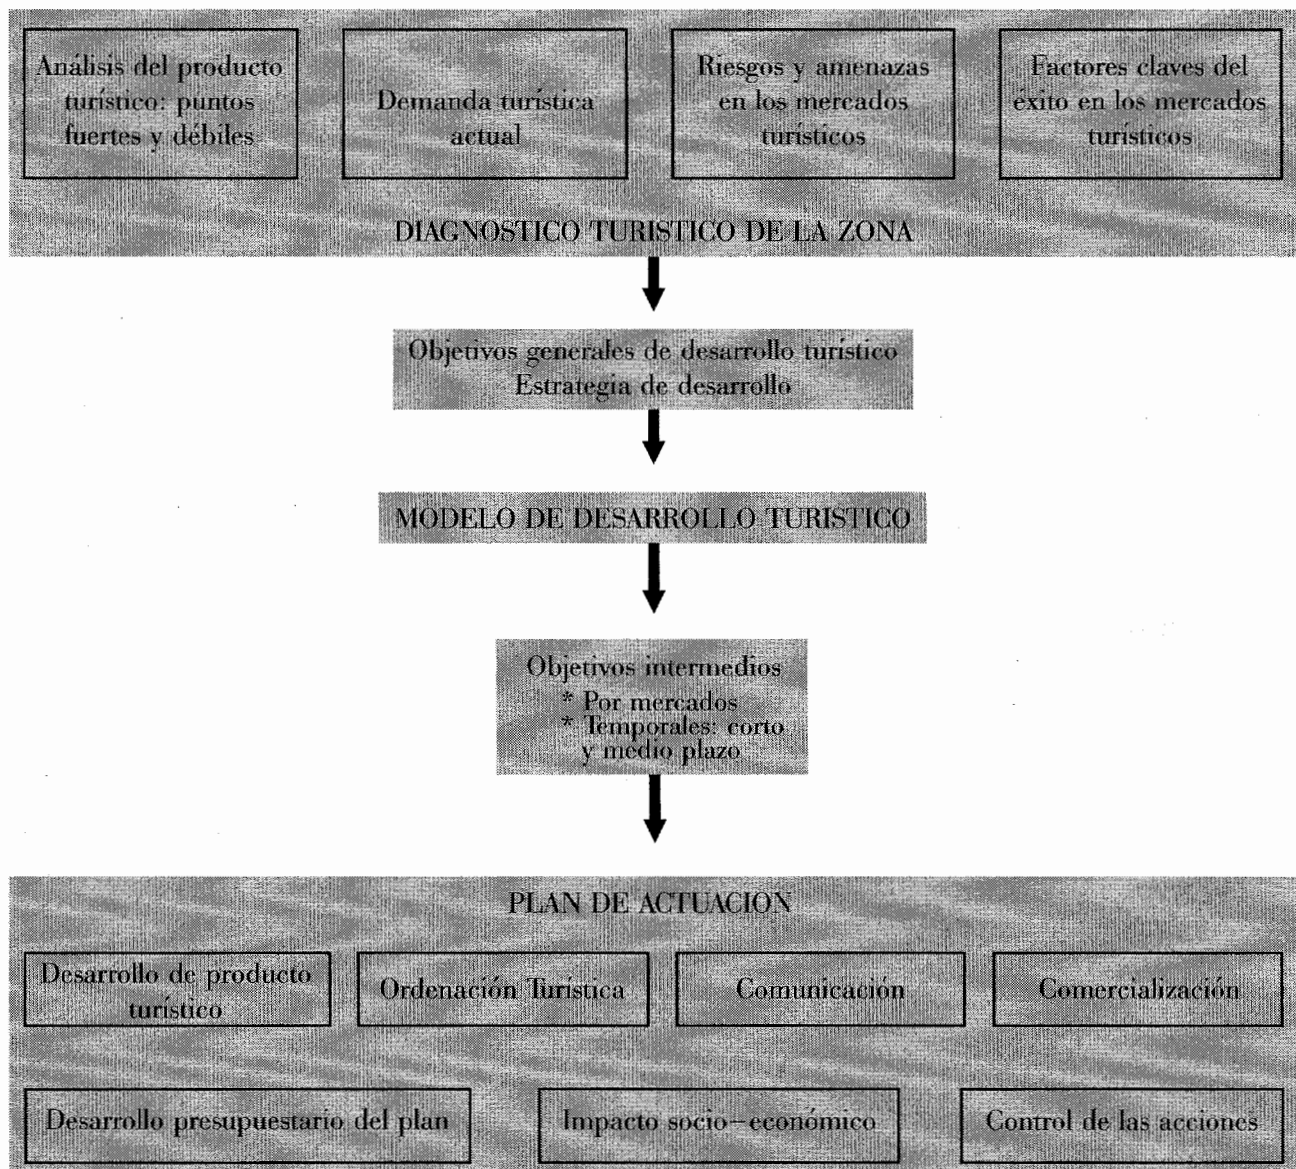 Análisis del producto
turístico: puntos
fuertes y débiles
Demanda turística
actual
Riesgos y amenazas
en los mercados
turísticos
Factores claves del
éxito en los mercados
turísticos
DIAGNOSTICO TURISTICO DE LA ZONA
Objetivos generales de desarrollo turístico
Estrategia de desarrollo
MODELO DE DESARROLLO TURISTICO
Objetivos intermedios
* Por mercados
* Temporales: corto
y medio plazo
PLAN DE ACTUACION
Desarrollo de producto
turístico
Ordenación Turística
Comunicación
Comercialización
Desarrollo presupuestario del plan
Impacto socio-económico
Control de las acciones